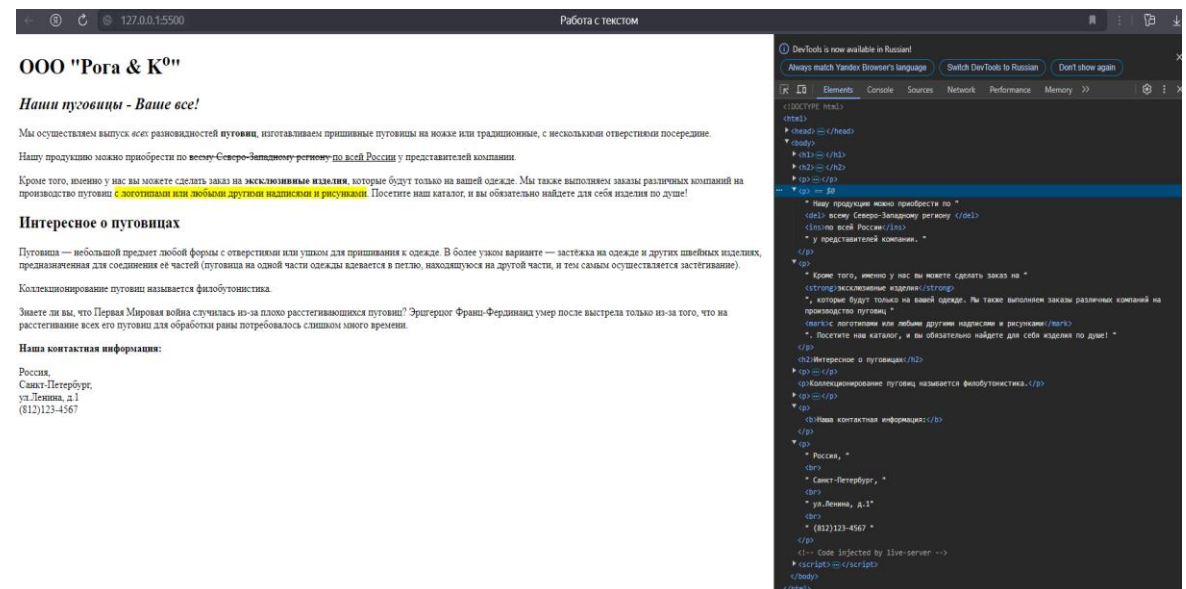 127.0.0.1:5500
Работа с текстом
ООО "Рога & К⁰"
Наши пуговицы - Ваше все!
Мы осуществляем выпуск всех разновидностей пуговиц, изготавливаем пришивные пуговицы на ножке или традиционные, с несколькими отверстиями посередине.
Нашу продукцию можно приобрести по всему Северо-Западному региону по всей России у представителей компании.
Кроме того, именно у нас вы можете сделать заказ на эксклюзивные изделия, которые будут только на вашей одежде. Мы также выполняем заказы различных компаний на
производство пуговиц с логотипами или любыми другими надписями и рисунками. Посетите наш каталог, и вы обязательно найдете для себя изделия по душе!
Интересное о пуговицах
Пуговица — небольшой предмет любой формы с отверстиями или ушком для пришивания к одежде. В более узком варианте — застёжка на одежде и других швейных изделиях,
предназначенная для соединения её частей (пуговица на одной части одежды вдевается в петлю, находящуюся на другой части, и тем самым осуществляется застёгивание).
Коллекционирование пуговиц называется филобутонистика.
Знаете ли вы, что Первая Мировая война случилась из-за плохо расстегивающихся пуговиц? Эрцгерцог Франц-Фердинанд умер после выстрела только из-за того, что на
расстегивание всех его пуговиц для обработки раны потребовалось слишком много времени.
Наша контактная информация:
Россия,
Санкт-Петербург,
ул.Ленина, д.1
(812)123-4567
DevTools is now available in Russian!
Always match Yandex Browser's language
Switch DevTools to Russian
Don't show again
Elements Console Sources Network Performance Memory
<!DOCTYPE html>
<html>
<head></head>
<body>
<h1></h1>
<h2></h2>
<p></p>
<p> == $0
" Нашу продукцию можно приобрести по "
<del> всему Северо-Западному региону </del>
<ins>по всей России</ins>
" у представителей компании. "
</p>
<p>
" Кроме того, именно у нас вы можете сделать заказ на "
<strong>эксклюзивные изделия</strong>
", которые будут только на вашей одежде. Мы также выполняем заказы различных компаний на
производство пуговиц "
<mark>с логотипами или любыми другими надписями и рисунками</mark>
". Посетите наш каталог, и вы обязательно найдете для себя изделия по душе! "
</p>
<h2>Интересное о пуговицах</h2>
<p></p>
<p>Коллекционирование пуговиц называется филобутонистика.</p>
<p></p>
<p>
<b>Наша контактная информация:</b>
</p>
<p>
" Россия, "
<br>
" Санкт-Петербург, "
<br>
" ул.Ленина, д.1"
<br>
" (812)123-4567 "
</p>
<!-- Code injected by live-server -->
<script></script>
</body>
</html>